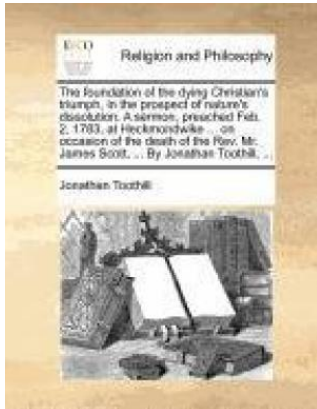 ECCO
Religion and Philosophy
The foundation of the dying Christian's
triumph, in the prospect of nature's
dissolution. A sermon, preached Feb.
2, 1783, at Heckmondwike ... on
occasion of the death of the Rev. Mr.
James Scott, ... By Jonathan Toothill, ...
Jonathan Toothill